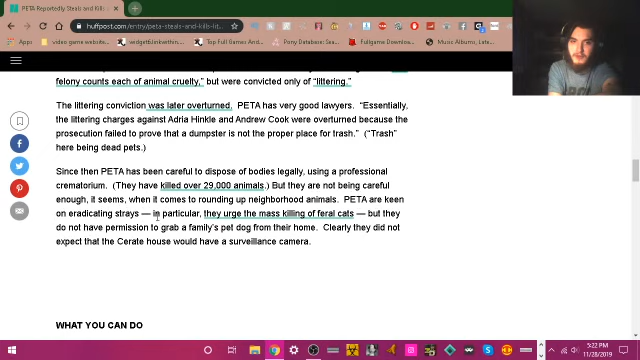 huffpost.com/entry/peta-steals-and-kills-lit...
video game website...
widgetiLinkwithin...
Top Full Games And...
Pony Database: Sear...
Fullgame Downloads...
Music Albums, Late...
felony counts each of animal cruelty," but were convicted only of "littering."
The littering conviction was later overturned. PETA has very good lawyers. "Essentially,
the littering charges against Adria Hinkle and Andrew Cook were overturned because the
prosecution failed to prove that a dumpster is not the proper place for trash." ("Trash"
here being dead pets.)
Since then PETA has been careful to dispose of bodies legally, using a professional
crematorium. (They have killed over 29,000 animals.) But they are not being careful
enough, it seems, when it comes to rounding up neighborhood animals. PETA are keen
on eradicating strays — in particular, they urge the mass killing of feral cats — but they
do not have permission to grab a family's pet dog from their home. Clearly they did not
expect that the Cerate house would have a surveillance camera.
WHAT YOU CAN DO
5:22 PM
11/28/2019